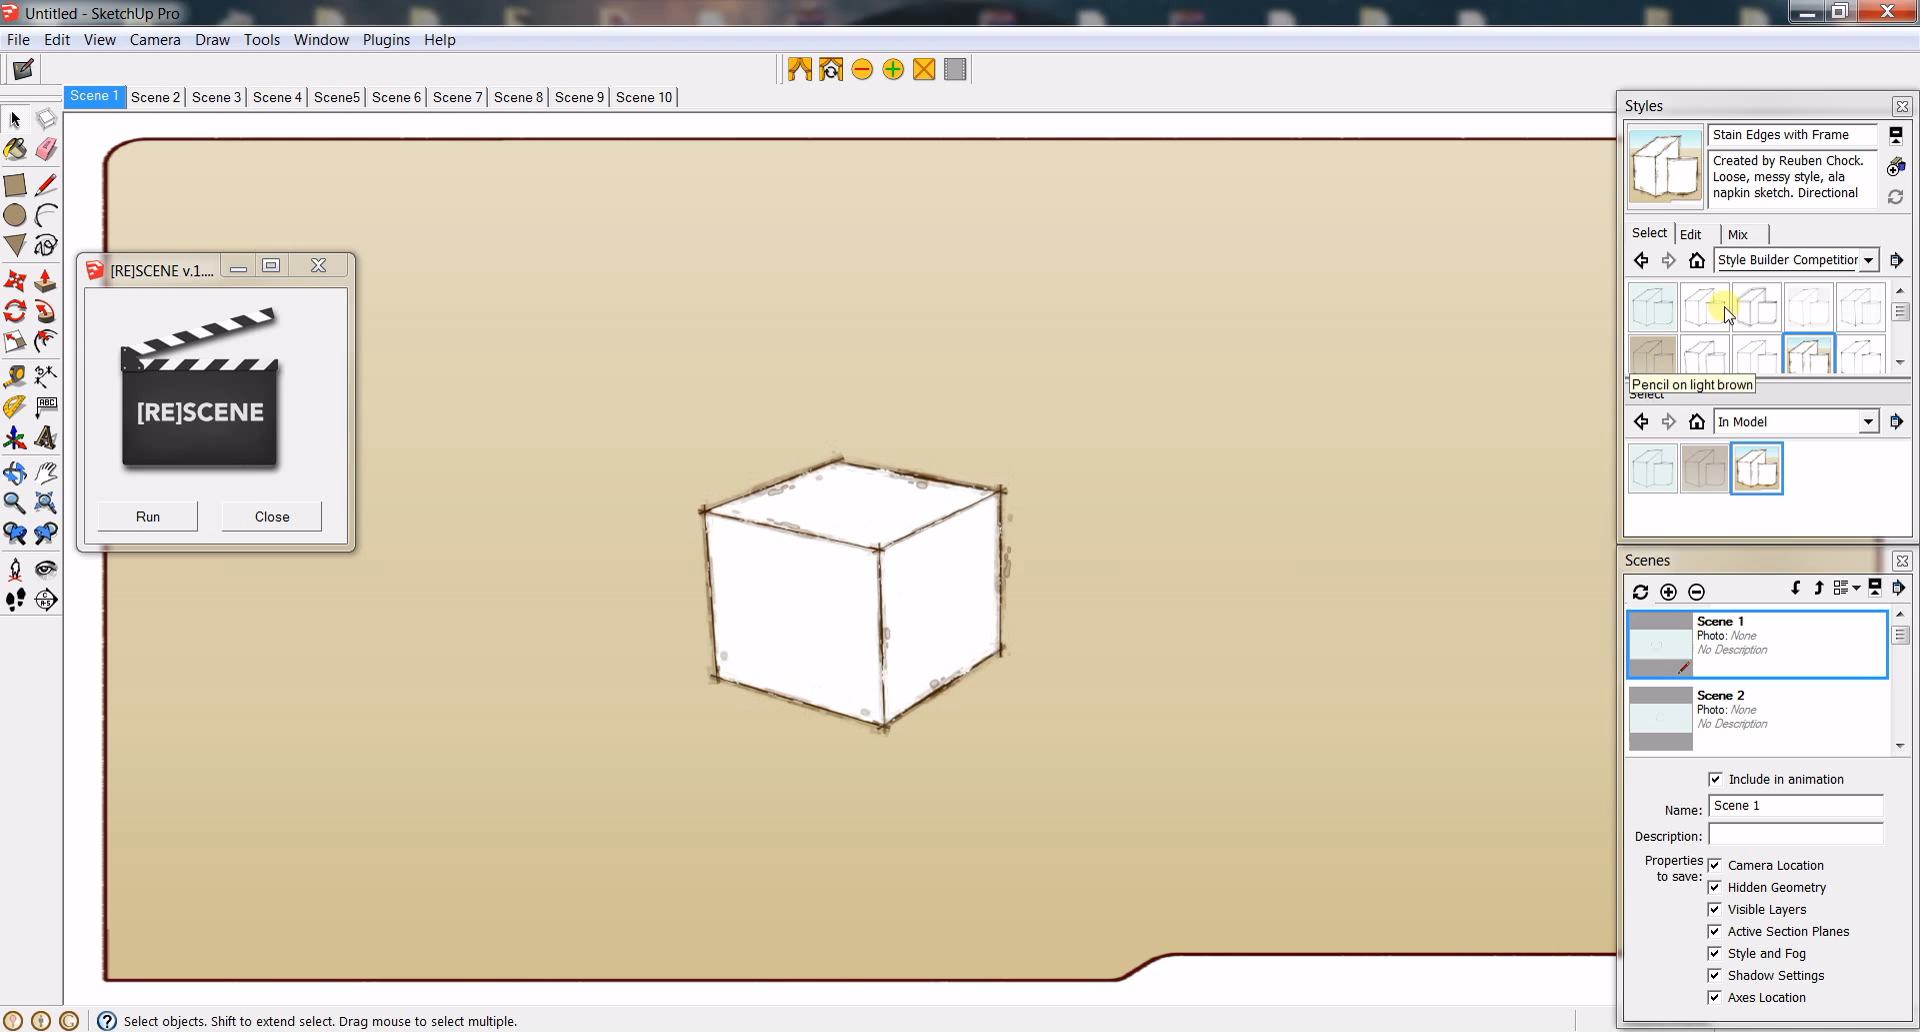 Untitled - SketchUp Pro
File Edit View Camera Draw Tools Window Plugins Help
Scene 1 Scene 2 Scene 3 Scene 4 Scene5 Scene 6 Scene 7 Scene 8 Scene 9 Scene 10
[RE]SCENE v.1....
[RE]SCENE
Run Close
ABC
Styles
Stain Edges with Frame
Created by Reuben Chock.
Loose, messy style, ala
napkin sketch. Directional
Select Edit Mix
Style Builder Competition
Pencil on light brown
Select
In Model
Scenes
Scene 1
Photo: None
No Description
Scene 2
Photo: None
No Description
Include in animation
Name: Scene 1
Description:
Properties
to save:
Camera Location
Hidden Geometry
Visible Layers
Active Section Planes
Style and Fog
Shadow Settings
Axes Location
Select objects. Shift to extend select. Drag mouse to select multiple.